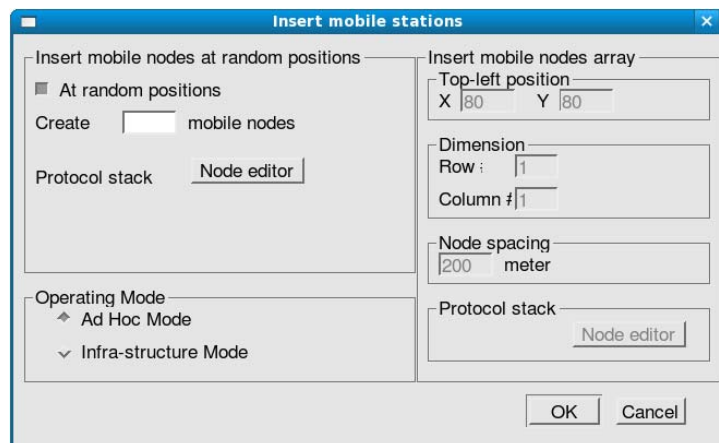 Insert mobile stations
Insert mobile nodes at random positions
At random positions
Create mobile nodes
Protocol stack Node editor
Operating Mode
Ad Hoc Mode
Infra-structure Mode
Insert mobile nodes array
Top-left position
X 80 Y 80
Dimension
Row 1
Column # 1
Node spacing
200 meter
Protocol stack
Node editor
OK Cancel